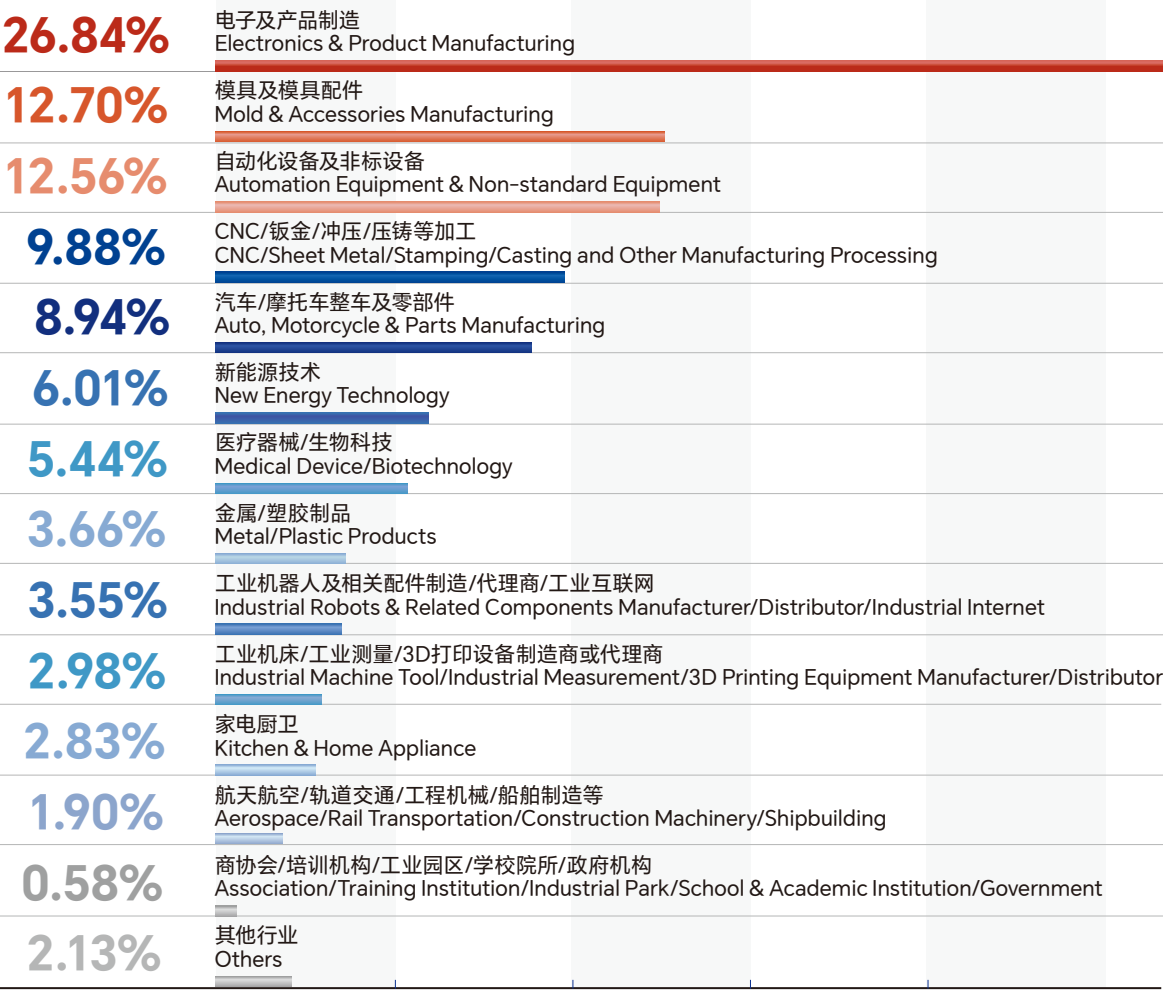 26.84%
电子及产品制造
Electronics & Product Manufacturing
12.70%
模具及模具配件
Mold & Accessories Manufacturing
12.56%
自动化设备及非标设备
Automation Equipment & Non-standard Equipment
9.88%
CNC/钣金/冲压/压铸等加工
CNC/Sheet Metal/Stamping/Casting and Other Manufacturing Processing
8.94%
汽车/摩托车整车及零部件
Auto, Motorcycle & Parts Manufacturing
6.01%
新能源技术
New Energy Technology
5.44%
医疗器械/生物科技
Medical Device/Biotechnology
3.66%
金属/塑胶制品
Metal/Plastic Products
3.55%
工业机器人及相关配件制造/代理商/工业互联网
Industrial Robots & Related Components Manufacturer/Distributor/Industrial Internet
2.98%
工业机床/工业测量/3D打印设备制造商或代理商
Industrial Machine Tool/Industrial Measurement/3D Printing Equipment Manufacturer/Distributor
2.83%
家电厨卫
Kitchen & Home Appliance
1.90%
航天航空/轨道交通/工程机械/船舶制造等
Aerospace/Rail Transportation/Construction Machinery/Shipbuilding
0.58%
商协会/培训机构/工业园区/学校院所/政府机构
Association/Training Institution/Industrial Park/School & Academic Institution/Government
2.13%
其他行业
Others